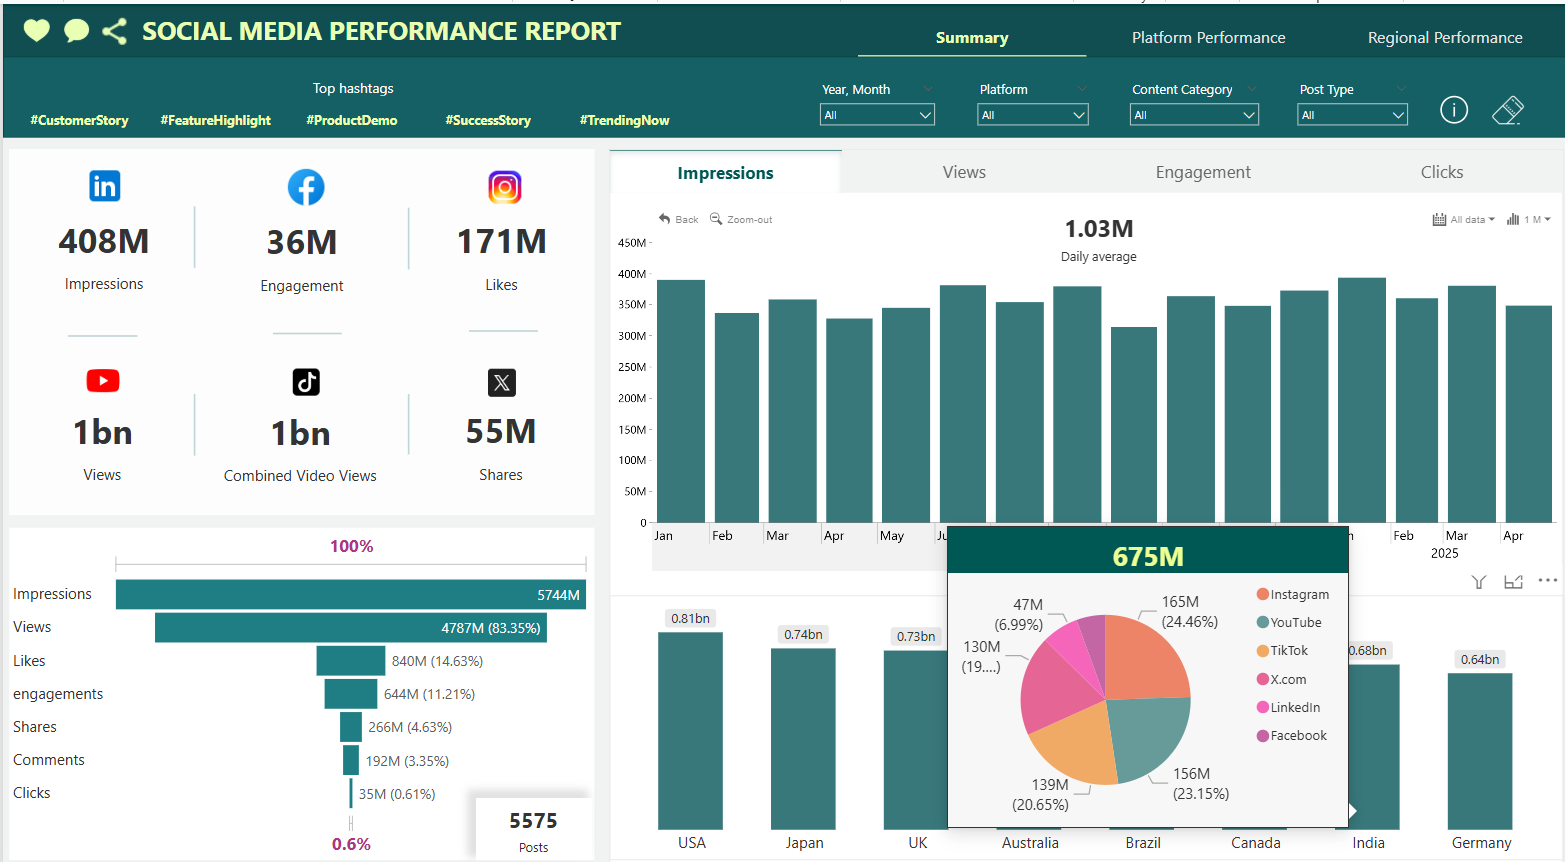 SOCIAL MEDIA PERFORMANCE REPORT
Summary
Platform Performance
Regional Performance
Top hashtags
#CustomerStory
#FeatureHighlight
#ProductDemo
#SuccessStory
#TrendingNow
Year, Month
All
Platform
All
Content Category
All
Post Type
All
in
408M
Impressions
36M
Engagement
171M
Likes
1bn
Views
1bn
Combined Video Views
55M
Shares
100%
Impressions
5744M
Views
4787M (83.35%)
Likes
840M (14.63%)
engagements
644M (11.21%)
Shares
266M (4.63%)
Comments
192M (3.35%)
Clicks
35M (0.61%)
0.6%
5575
Posts
Impressions
Views
Engagement
Clicks
Back
Zoom-out
1.03M
Daily average
All data
1 M
450M
400M
350M
300M
250M
200M
150M
100M
50M
0
Jan
Feb
Mar
Apr
May
Feb
Mar
Apr
2025
0.81bn
0.74bn
0.73bn
0.68bn
0.64bn
USA
Japan
UK
Australia
Brazil
Canada
India
Germany
675M
165M
(24.46%)
156M
(23.15%)
139M
(20.65%)
130M
(19....)
47M
(6.99%)
Instagram
YouTube
TikTok
X.com
LinkedIn
Facebook